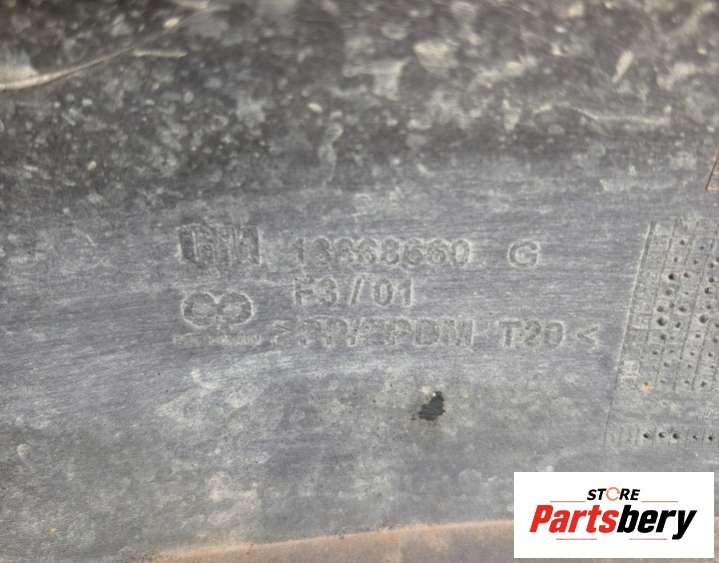 GM 13368660 G
F3/01
>PP/EPDM T20<
STORE
Partsbery